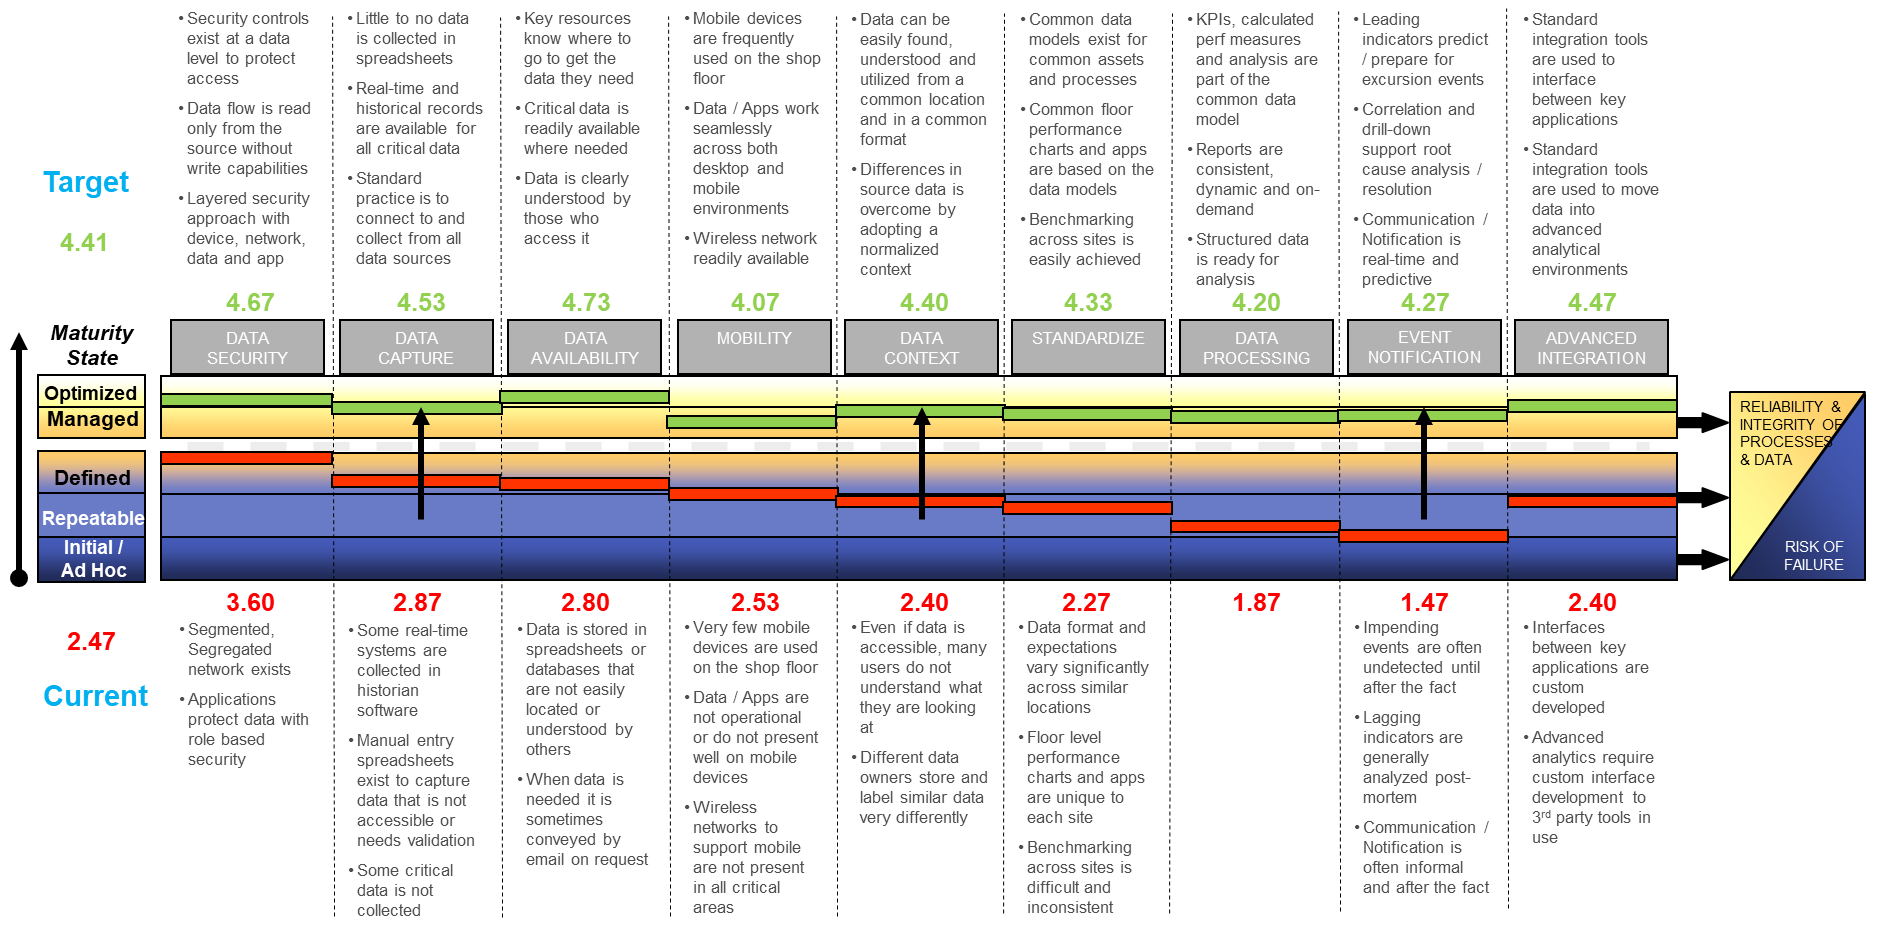 • Security controls
exist at a data
level to protect
access
• Data flow is read
only from the
source without
write capabilities
• Layered security
approach with
device, network,
data and app
• Little to no data
is collected in
spreadsheets
• Real-time and
historical records
are available for
all critical data
• Standard
practice is to
connect to and
collect from all
data sources
• Key resources
know where to
go to get the
data they need
• Critical data is
readily available
where needed
• Data is clearly
understood by
those who
access it
• Mobile devices
are frequently
used on the shop
floor
• Data / Apps work
seamlessly
across both
desktop and
mobile
environments
• Wireless network
readily available
• Data can be
easily found,
understood and
utilized from a
common location
and in a common
format
• Differences in
source data is
overcome by
adopting a
normalized
context
• Common data
models exist for
common assets
and processes
• Common floor
performance
charts and apps
are based on the
data models
• Benchmarking
across sites is
easily achieved
• KPIs, calculated
perf measures
and analysis are
part of the
common data
model
• Reports are
consistent,
dynamic and on-
demand
• Structured data
is ready for
analysis
• Leading
indicators predict
/ prepare for
excursion events
• Correlation and
drill-down
support root
cause analysis /
resolution
• Communication /
Notification is
real-time and
predictive
• Standard
integration tools
are used to
interface
between key
applications
• Standard
integration tools
are used to move
data into
advanced
analytical
environments
Target
4.41
4.67
4.53
4.73
4.07
4.40
4.33
4.20
4.27
4.47
Maturity
State
DATA
SECURITY
DATA
CAPTURE
DATA
AVAILABILITY
MOBILITY
DATA
CONTEXT
STANDARDIZE
DATA
PROCESSING
EVENT
NOTIFICATION
ADVANCED
INTEGRATION
Optimized
Managed
Defined
Repeatable
Initial /
Ad Hoc
RELIABILITY &
INTEGRITY OF
PROCESSES
& DATA
RISK OF
FAILURE
3.60
2.87
2.80
2.53
2.40
2.27
1.87
1.47
2.40
2.47
Current
• Segmented,
Segregated
network exists
• Applications
protect data with
role based
security
• Some real-time
systems are
collected in
historian
software
• Manual entry
spreadsheets
exist to capture
data that is not
accessible or
needs validation
• Some critical
data is not
collected
• Data is stored in
spreadsheets or
databases that
are not easily
located or
understood by
others
• When data is
needed it is
sometimes
conveyed by
email on request
• Very few mobile
devices are used
on the shop floor
• Data / Apps are
not operational
or do not present
well on mobile
devices
• Wireless
networks to
support mobile
are not present
in all critical
areas
• Even if data is
accessible, many
users do not
understand what
they are looking
at
• Different data
owners store and
label similar data
very differently
• Data format and
expectations
vary significantly
across similar
locations
• Floor level
performance
charts and apps
are unique to
each site
• Benchmarking
across sites is
difficult and
inconsistent
• Impending
events are often
undetected until
after the fact
• Lagging
indicators are
generally
analyzed post-
mortem
• Communication /
Notification is
often informal
and after the fact
• Interfaces
between key
applications are
custom
developed
• Advanced
analytics require
custom interface
development to
3rd party tools in
use